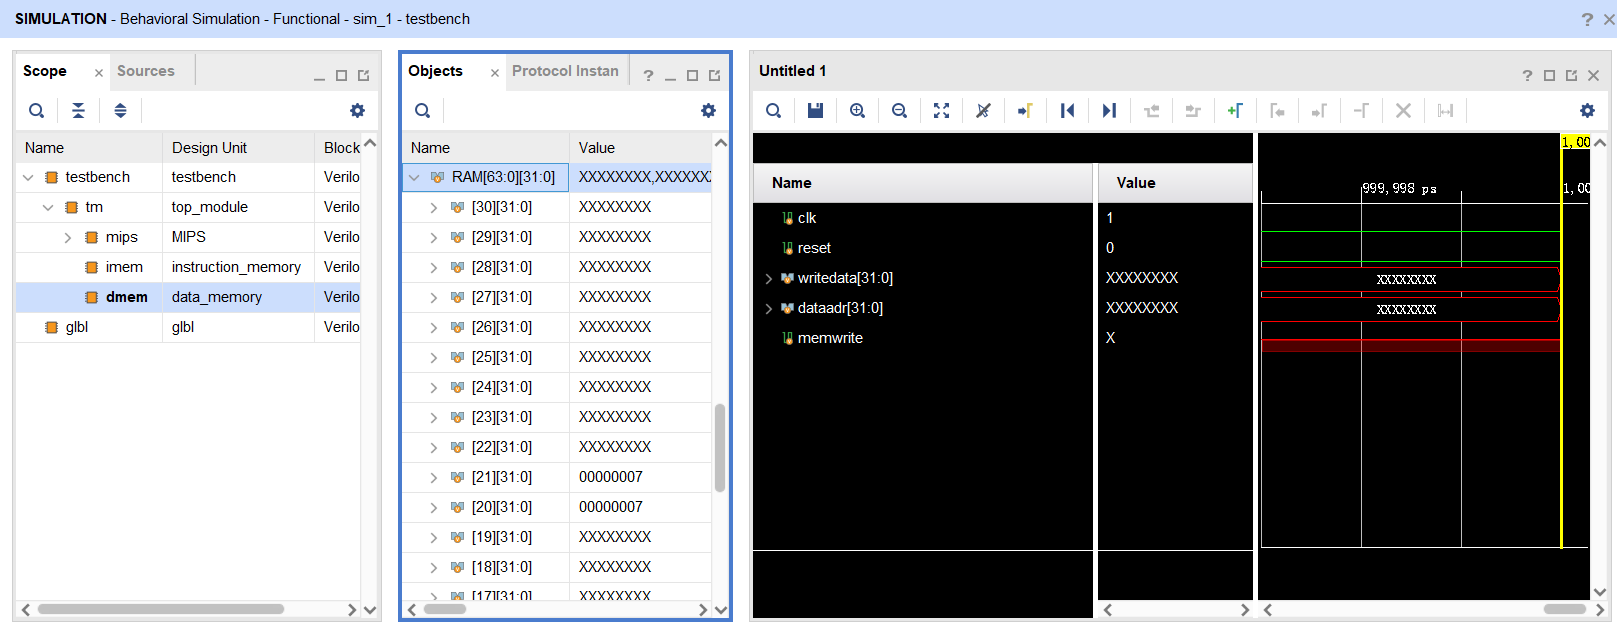 SIMULATION - Behavioral Simulation - Functional - sim_1 - testbench
Scope
Sources
Name Design Unit Block
testbench testbench Verilo
tm top_module Verilo
mips MIPS Verilo
imem instruction_memory Verilo
dmem data_memory Verilo
glbl glbl Verilo
Objects
Protocol Instan
Name Value
RAM[63:0][31:0] XXXXXXXX,XXXXXXX
[30][31:0] XXXXXXXX
[29][31:0] XXXXXXXX
[28][31:0] XXXXXXXX
[27][31:0] XXXXXXXX
[26][31:0] XXXXXXXX
[25][31:0] XXXXXXXX
[24][31:0] XXXXXXXX
[23][31:0] XXXXXXXX
[22][31:0] XXXXXXXX
[21][31:0] 00000007
[20][31:0] 00000007
[19][31:0] XXXXXXXX
[18][31:0] XXXXXXXX
[17][31:0] XXXXXXXX
Untitled 1
Name Value
clk 1
reset 0
writedata[31:0] XXXXXXXX
dataadr[31:0] XXXXXXXX
memwrite X
1,00
999,998 ps 1,00
XXXXXXXX
XXXXXXXX